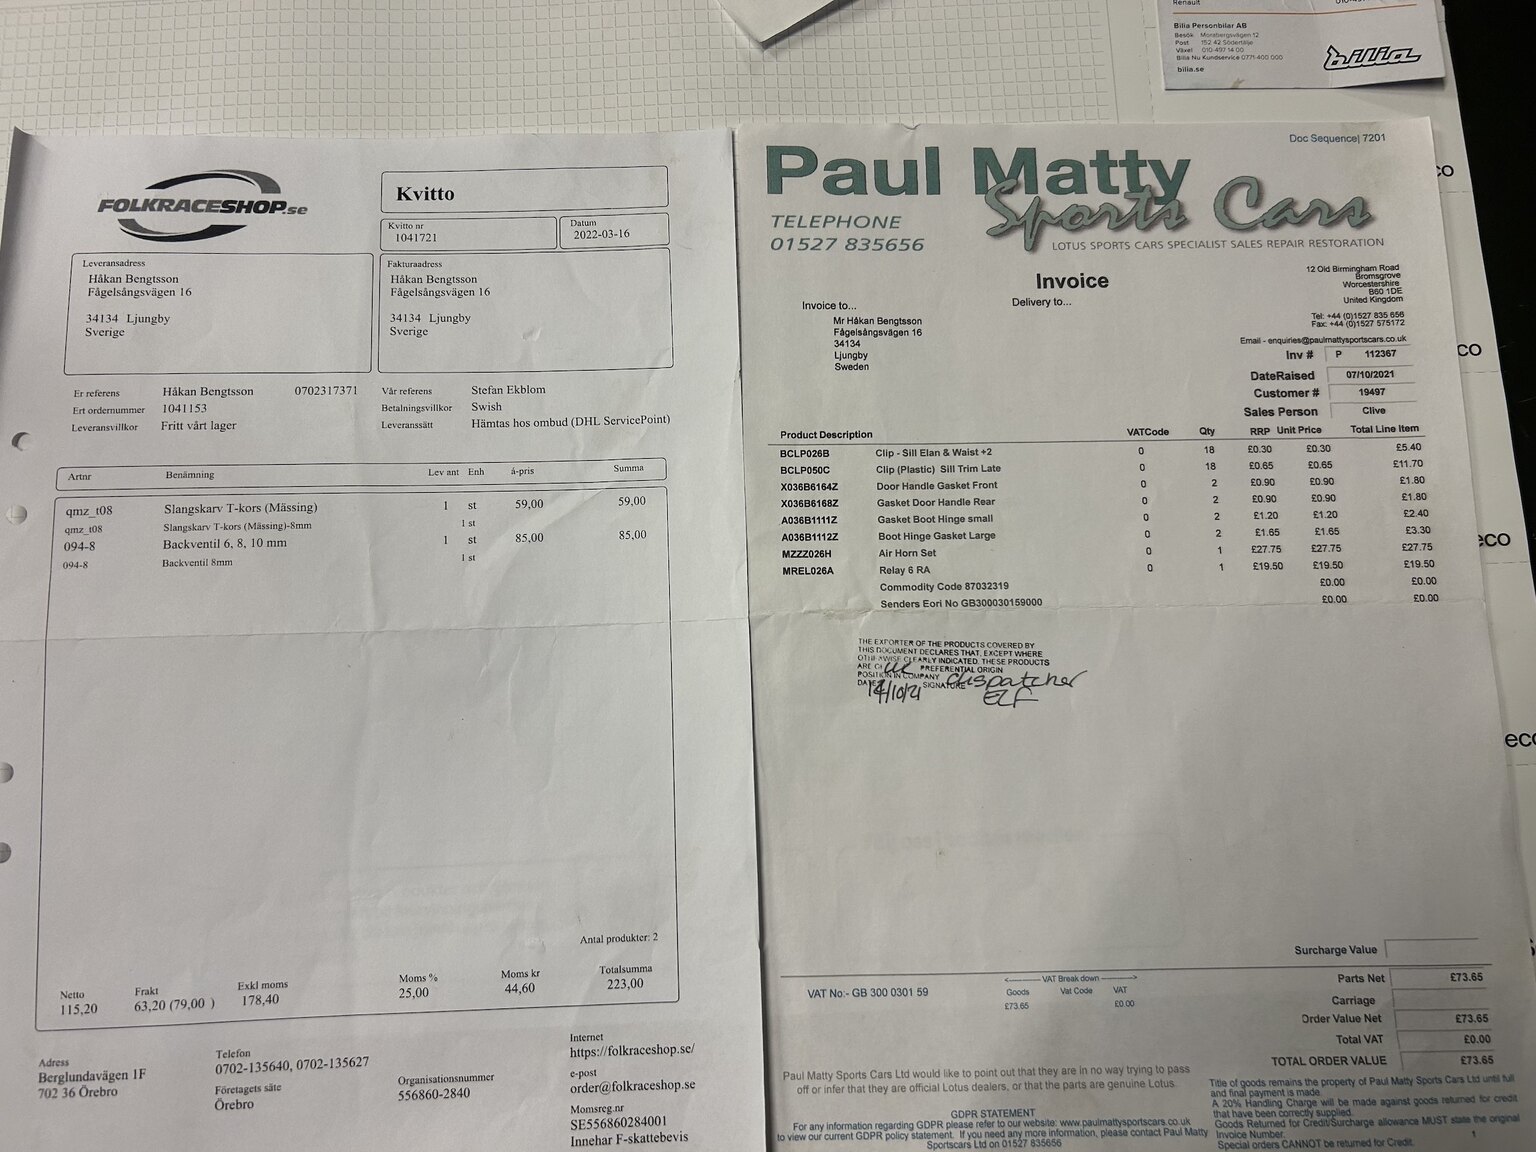 Renault
Bilia Personbilar AB
Besök Morabergsvägen 12
Post 152 42 Södertälje
Växel 010-497 14 00
Bilia Nu Kundservice 0771-400 000
bilia.se
bilia
FOLKRACESHOP.se
Kvitto
Kvitto nr
1041721
Datum
2022-03-16
Leveransadress
Håkan Bengtsson
Fågelsångsvägen 16
34134 Ljungby
Sverige
Fakturaadress
Håkan Bengtsson
Fågelsångsvägen 16
34134 Ljungby
Sverige
Er referens Håkan Bengtsson 0702317371
Ert ordernummer 1041153
Leveransvillkor Fritt vårt lager
Vår referens Stefan Ekblom
Betalningsvillkor Swish
Leveranssätt Hämtas hos ombud (DHL ServicePoint)
Artnr Benämning Lev ant Enh á-pris Summa
qmz_t08 Slangskarv T-kors (Mässing) 1 st 59,00 59,00
qmz_t08 Slangskarv T-kors (Mässing)-8mm 1 st
094-8 Backventil 6, 8, 10 mm 1 st 85,00 85,00
094-8 Backventil 8mm 1 st
Antal produkter: 2
Netto Frakt Exkl moms Moms % Moms kr Totalsumma
115,20 63,20 (79,00 ) 178,40 25,00 44,60 223,00
Adress
Berglundavägen 1F
702 36 Örebro
Telefon
0702-135640, 0702-135627
Företagets säte
Örebro
Organisationsnummer
556860-2840
Internet
https://folkraceshop.se/
e-post
order@folkraceshop.se
Momsreg.nr
SE556860284001
Innehar F-skattebevis
Doc Sequence| 7201
Paul Matty
Sports Cars
TELEPHONE
01527 835656
LOTUS SPORTS CARS SPECIALIST SALES REPAIR RESTORATION
Invoice
12 Old Birmingham Road
Bromsgrove
Worcestershire
B60 1DE
United Kingdom
Tel: +44 (0)1527 835 656
Fax: +44 (0)1527 575172
Email - enquiries@paulmattysportscars.co.uk
Invoice to...
Mr Håkan Bengtsson
Fågelsångsvägen 16
34134
Ljungby
Sweden
Delivery to...
Inv # P 112367
DateRaised 07/10/2021
Customer # 19497
Sales Person Clive
Product Description VATCode Qty RRP Unit Price Total Line Item
BCLP026B Clip - Sill Elan & Waist +2 0 18 £0.30 £0.30 £5.40
BCLP050C Clip (Plastic) Sill Trim Late 0 18 £0.65 £0.65 £11.70
X036B6164Z Door Handle Gasket Front 0 2 £0.90 £0.90 £1.80
X036B6168Z Gasket Door Handle Rear 0 2 £0.90 £0.90 £1.80
A036B1111Z Gasket Boot Hinge small 0 2 £1.20 £1.20 £2.40
A036B1112Z Boot Hinge Gasket Large 0 2 £1.65 £1.65 £3.30
MZZZ026H Air Horn Set 0 1 £27.75 £27.75 £27.75
MREL026A Relay 6 RA 0 1 £19.50 £19.50 £19.50
Commodity Code 87032319 £0.00 £0.00
Senders Eori No GB300030159000 £0.00 £0.00
THE EXPORTER OF THE PRODUCTS COVERED BY
THIS DOCUMENT DECLARES THAT, EXCEPT WHERE
OTHERWISE CLEARLY INDICATED, THESE PRODUCTS
ARE OF UK PREFERENTIAL ORIGIN
POSITION IN COMPANY dispatcher
DATE 14/10/21 SIGNATURE ELF
Surcharge Value
VAT No:- GB 300 0301 59
<---------- VAT Break down ---------->
Goods Vat Code VAT
£73.65 £0.00
Parts Net £73.65
Carriage
Order Value Net £73.65
Total VAT £0.00
TOTAL ORDER VALUE £73.65
Paul Matty Sports Cars Ltd would like to point out that they are in no way trying to pass
off or infer that they are official Lotus dealers, or that the parts are genuine Lotus.
GDPR STATEMENT
For any information regarding GDPR please refer to our website: www.paulmattysportscars.co.uk
to view our current GDPR policy statement. If you need any more information, please contact Paul Matty
Sportscars Ltd on 01527 835656
Title of goods remains the property of Paul Matty Sports Cars Ltd until full
and final payment is made.
A 20% Handling Charge will be made against goods returned for credit
that have been correctly supplied.
Goods Returned for Credit/Surcharge allowance MUST state the original
Invoice Number.
Special orders CANNOT be returned for Credit.
1
co
co
eco
eco